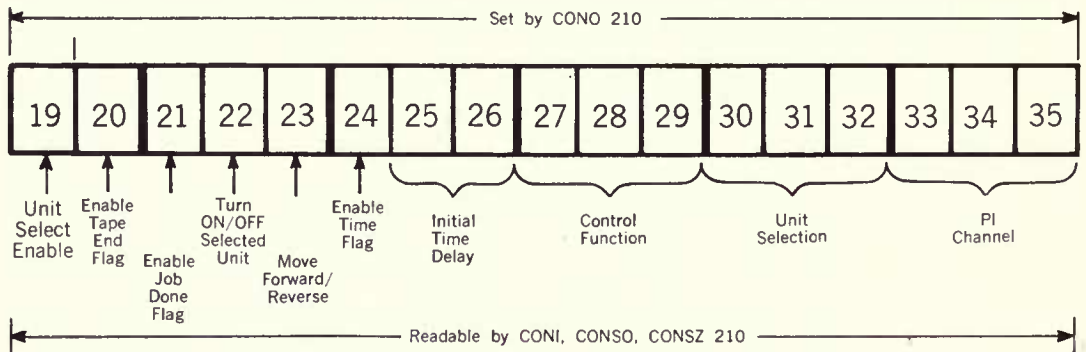 Set by CONO 210
19 20 21 22 23 24 25 26 27 28 29 30 31 32 33 34 35
Unit
Select
Enable
Enable
Tape
End
Flag
Enable
Job
Done
Flag
Turn
ON/OFF
Selected
Unit
Move
Forward/
Reverse
Enable
Time
Flag
Initial
Time
Delay
Control
Function
Unit
Selection
PI
Channel
Readable by CONI, CONSO, CONSZ 210